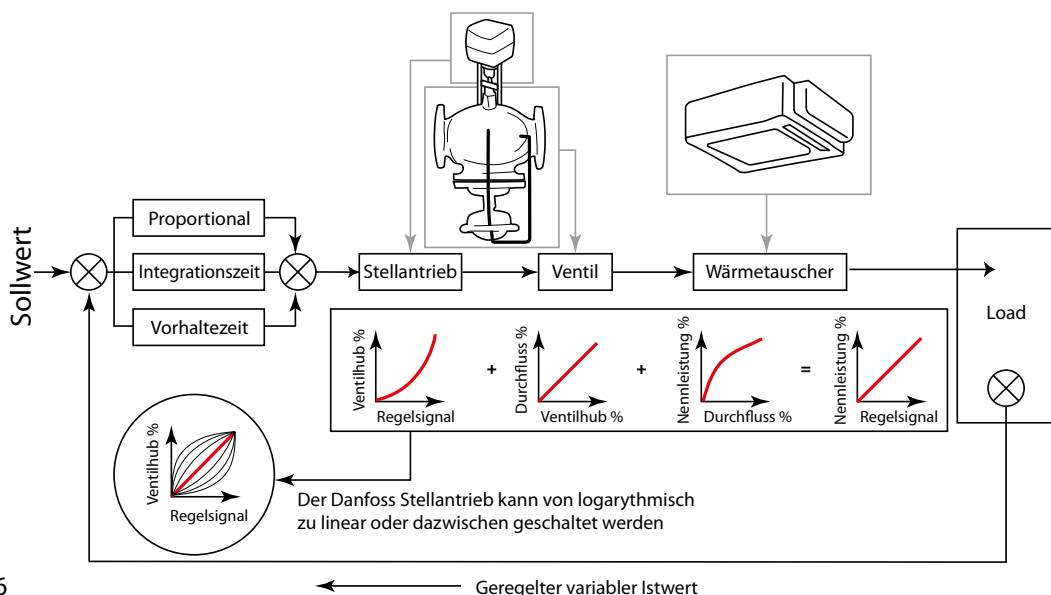 Sollwert
Proportional
Integrationszeit
Vorhaltezeit
Stellantrieb
Ventil
Wärmetauscher
Load
Ventilhub %
Regelsignal
+
Durchfluss %
Ventilhub %
+
Nennleistung %
Durchfluss %
=
Nennleistung %
Regelsignal
Ventilhub %
Regelsignal
Der Danfoss Stellantrieb kann von logarythmisch
zu linear oder dazwischen geschaltet werden
6
Geregelter variabler Istwert